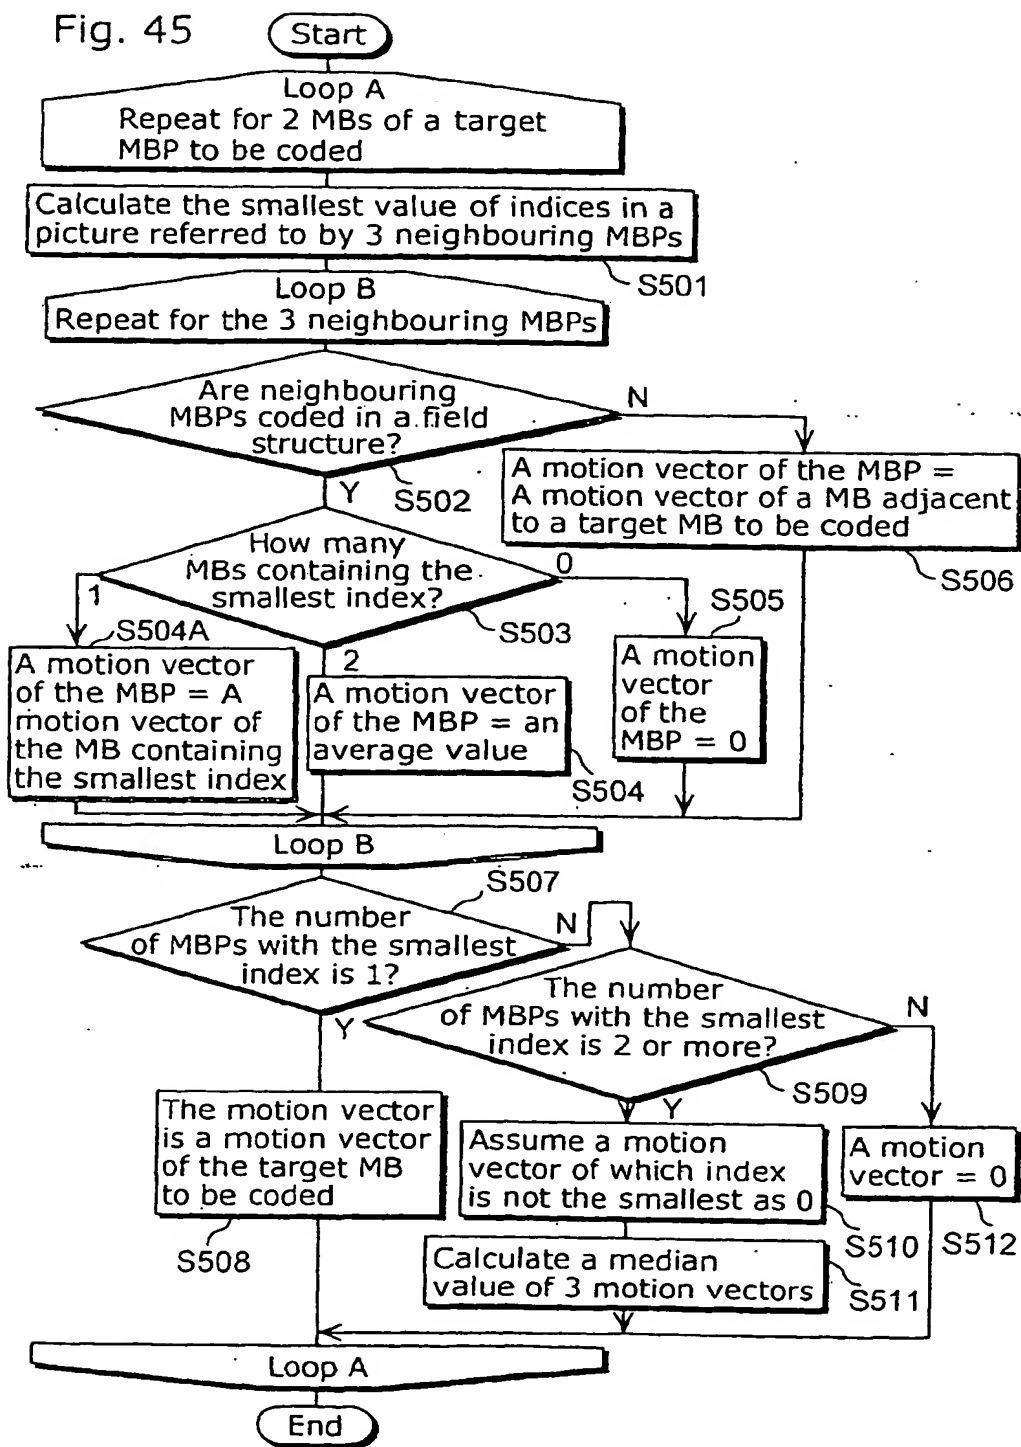 Fig. 45
Start
Loop A
Repeat for 2 MBs of a target
MBP to be coded
Calculate the smallest value of indices in a
picture referred to by 3 neighbouring MBPs
S501
Loop B
Repeat for the 3 neighbouring MBPs
Are neighbouring
MBPs coded in a field
structure?
N
Y
S502
A motion vector of the MBP =
A motion vector of a MB adjacent
to a target MB to be coded
S506
How many
MBs containing the
smallest index?
0
1
2
S503
S504A
A motion vector
of the MBP = A
motion vector of
the MB containing
the smallest index
A motion vector
of the MBP = an
average value
S504
S505
A motion
vector
of the
MBP = 0
Loop B
S507
The number
of MBPs with the smallest
index is 1?
N
Y
The number
of MBPs with the smallest
index is 2 or more?
N
Y
S509
The motion vector
is a motion vector
of the target MB
to be coded
S508
Assume a motion
vector of which index
is not the smallest as 0
S510
A motion
vector = 0
S512
Calculate a median
value of 3 motion vectors
S511
Loop A
End